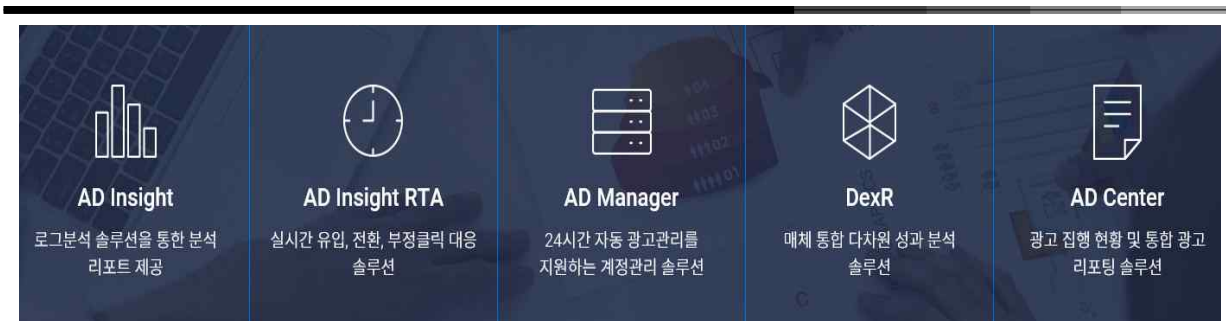 AD Insight
로그분석 솔루션을 통한 분석
리포트 제공
AD Insight RTA
실시간 유입, 전환, 부정클릭 대응
솔루션
AD Manager
24시간 자동 광고관리를
지원하는 계정관리 솔루션
DexR
매체 통합 다차원 성과 분석
솔루션
AD Center
광고 집행 현황 및 통합 광고
리포팅 솔루션